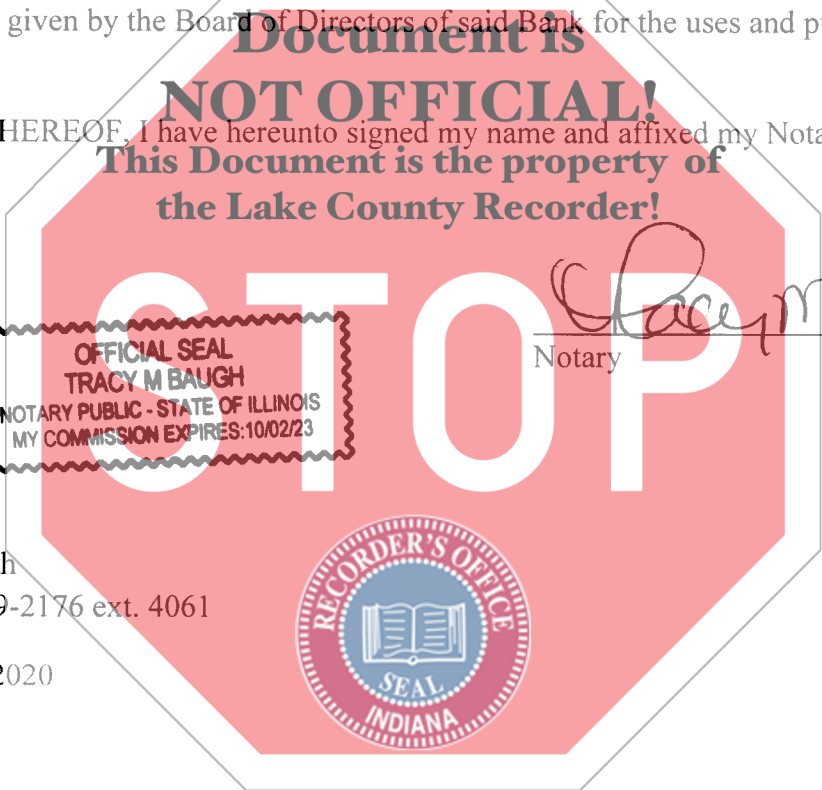 given by the Board of Directors of said Bank for the uses and p
Document is
NOT OFFICIAL!
HEREOF, I have hereunto signed my name and affixed my Nota
This Document is the property of
the Lake County Recorder!
STOP
Tracy M
Notary
OFFICIAL SEAL
TRACY M BAUGH
NOTARY PUBLIC - STATE OF ILLINOIS
MY COMMISSION EXPIRES:10/02/23
h
9-2176 ext. 4061
2020
RECORDER'S OFFICE
SEAL
INDIANA